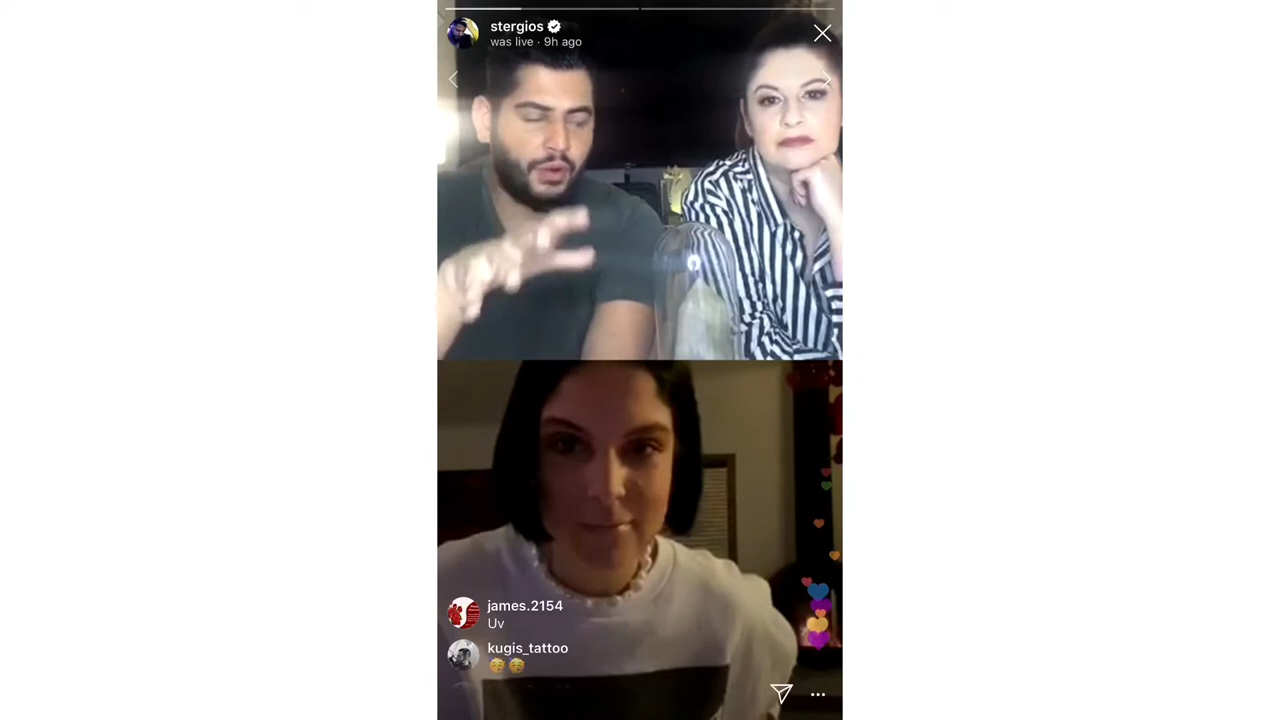 stergios
was live · 9h ago
james.2154
Uv
kugis_tattoo
🥳🥳